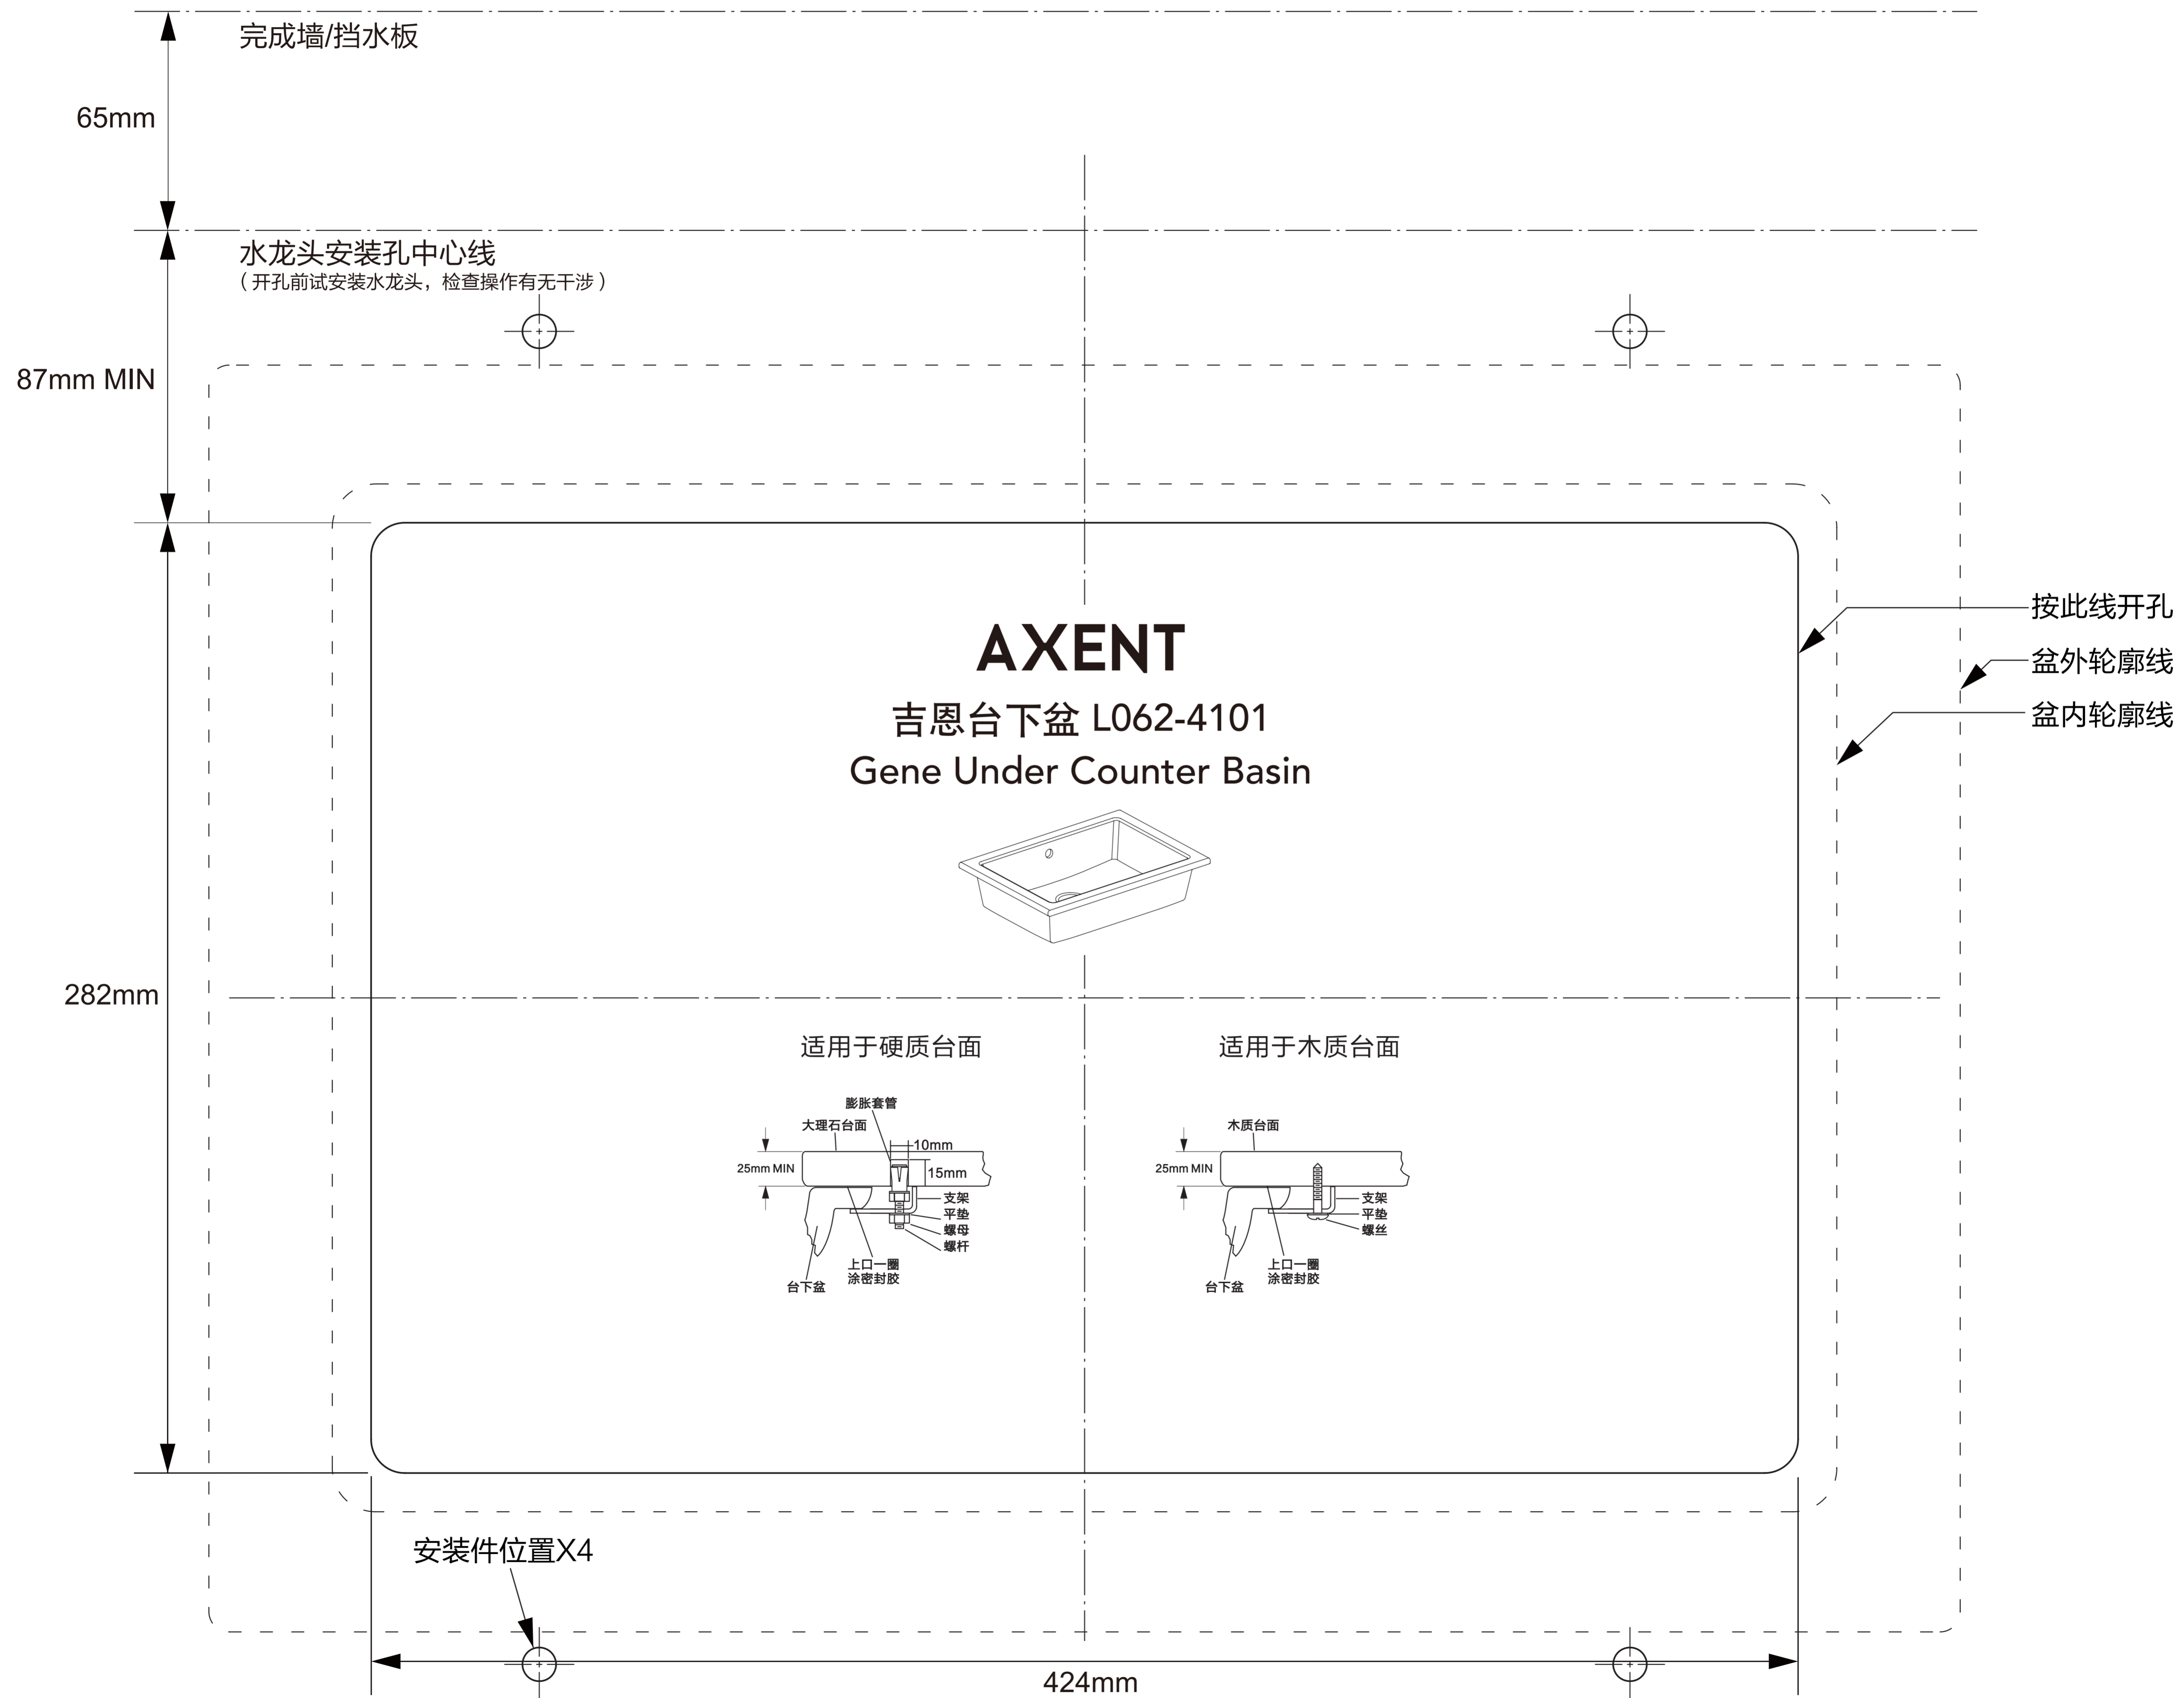 完成墙/挡水板
65mm
水龙头安装孔中心线
（开孔前试安装水龙头，检查操作有无干涉）
87mm MIN
按此线开孔
盆外轮廓线
盆内轮廓线
AXENT
吉恩台下盆 L062-4101
Gene Under Counter Basin
282mm
适用于硬质台面
膨胀套管
大理石台面
10mm
25mm MIN
15mm
支架
平垫
螺母
螺杆
上口一圈
涂密封胶
台下盆
适用于木质台面
木质台面
25mm MIN
支架
平垫
螺丝
上口一圈
涂密封胶
台下盆
安装件位置X4
424mm